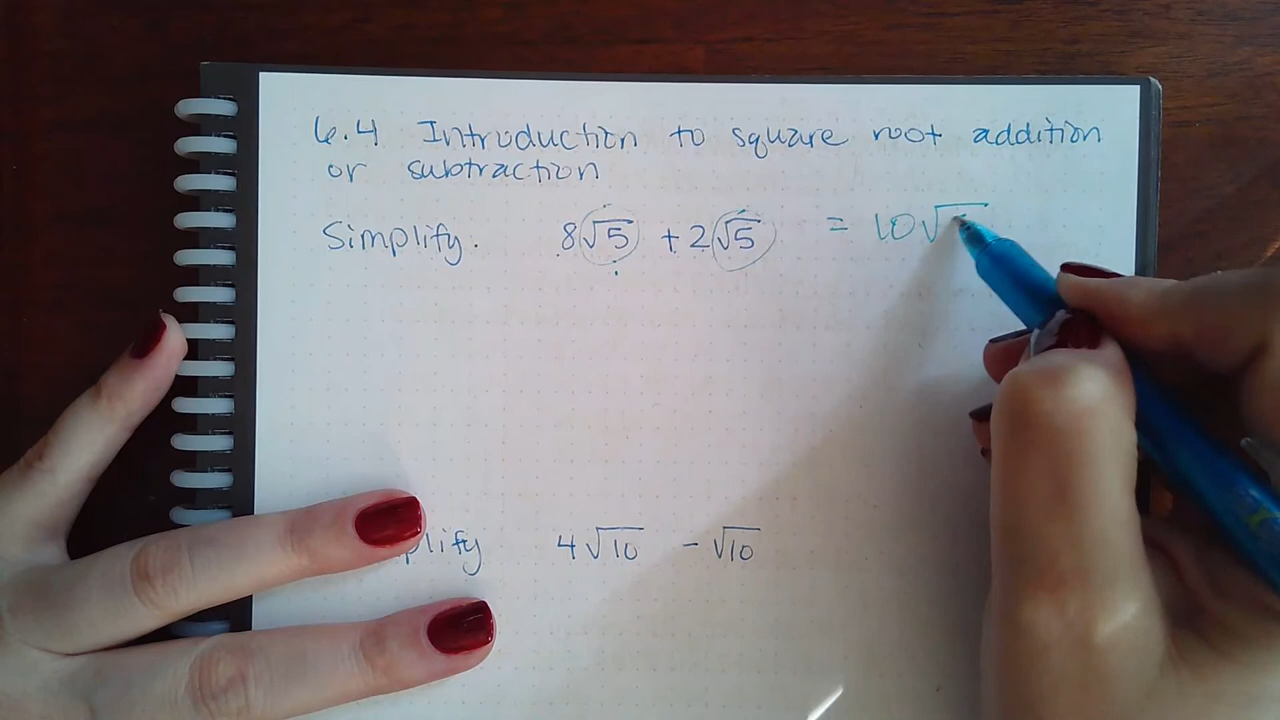 6.4 Introduction to square root addition
or subtraction
Simplify. 8√5 + 2√5 = 10√
plify 4√10 - √10